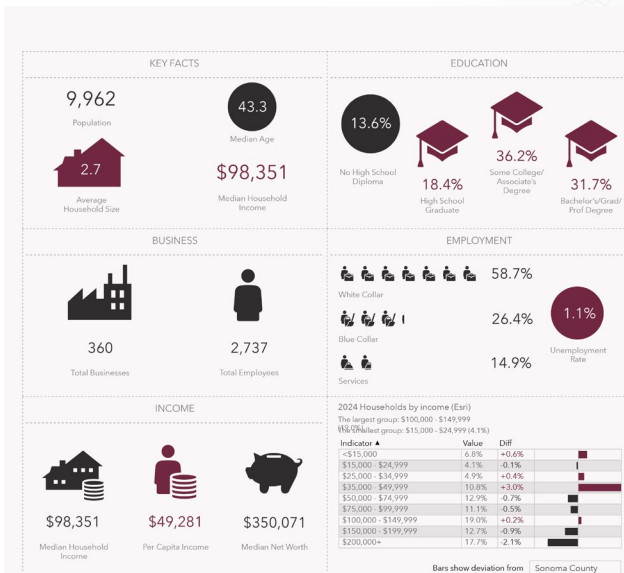 KEY FACTS
9,962
Population
43.3
Median Age
2.7
Average
Household Size
$98,351
Median Household
Income
EDUCATION
13.6%
No High School
Diploma
18.4%
High School
Graduate
36.2%
Some College/
Associate's
Degree
31.7%
Bachelor's/Grad/
Prof Degree
BUSINESS
360
Total Businesses
2,737
Total Employees
EMPLOYMENT
58.7%
White Collar
26.4%
Blue Collar
14.9%
Services
1.1%
Unemployment
Rate
INCOME
$98,351
Median Household
Income
$49,281
Per Capita Income
$350,071
Median Net Worth
2024 Households by income (Esri)
The largest group: $100,000 - $149,999
(19.0%)
The smallest group: $15,000 - $24,999 (4.1%)
Indicator ▲ Value Diff
<$15,000 6.8% +0.6%
$15,000 - $24,999 4.1% -0.1%
$25,000 - $34,999 4.9% +0.4%
$35,000 - $49,999 10.8% +3.0%
$50,000 - $74,999 12.9% -0.7%
$75,000 - $99,999 11.1% -0.5%
$100,000 - $149,999 19.0% +0.2%
$150,000 - $199,999 12.7% -0.9%
$200,000+ 17.7% -2.1%
Bars show deviation from Sonoma County